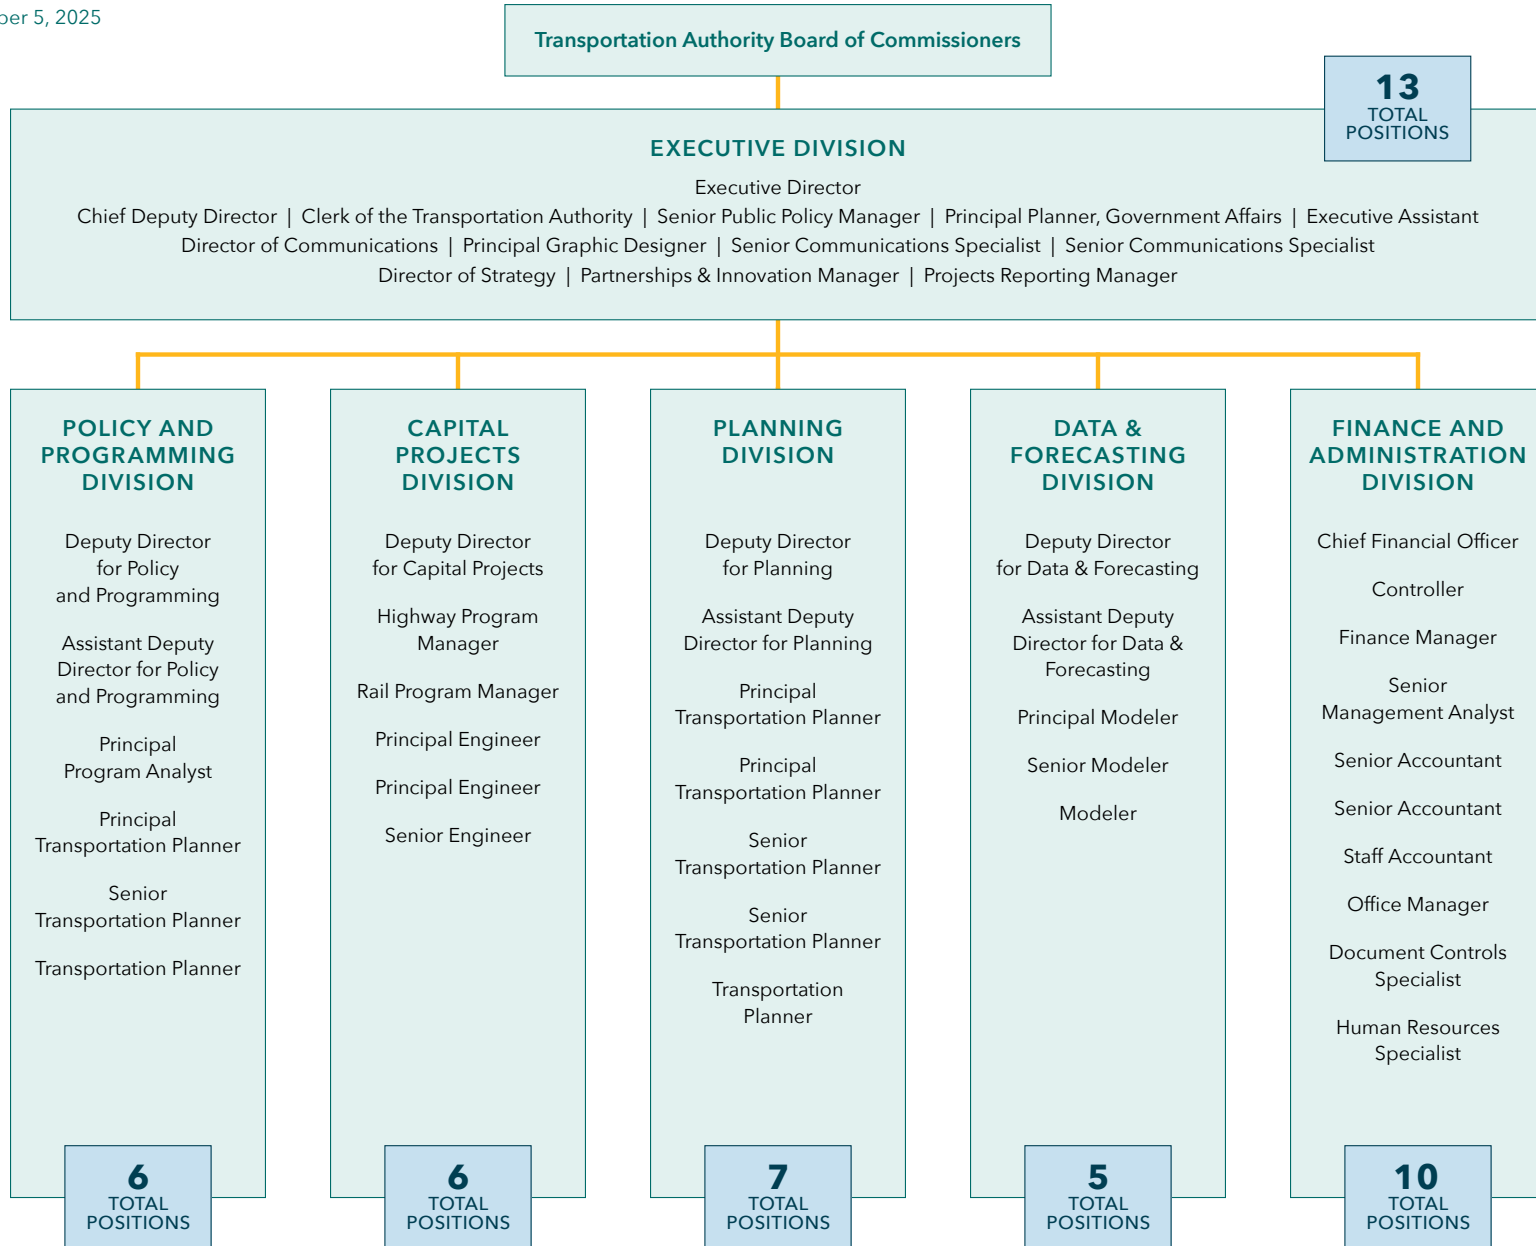 5, 2025
Transportation Authority Board of Commissioners
13
TOTAL
POSITIONS
EXECUTIVE DIVISION
Executive Director
Chief Deputy Director | Clerk of the Transportation Authority | Senior Public Policy Manager | Principal Planner, Government Affairs | Executive Assistant
Director of Communications | Principal Graphic Designer | Senior Communications Specialist | Senior Communications Specialist
Director of Strategy | Partnerships & Innovation Manager | Projects Reporting Manager
POLICY AND
PROGRAMMING
DIVISION
Deputy Director
for Policy
and Programming
Assistant Deputy
Director for Policy
and Programming
Principal
Program Analyst
Principal
Transportation Planner
Senior
Transportation Planner
Transportation Planner
6
TOTAL
POSITIONS
CAPITAL
PROJECTS
DIVISION
Deputy Director
for Capital Projects
Highway Program
Manager
Rail Program Manager
Principal Engineer
Principal Engineer
Senior Engineer
6
TOTAL
POSITIONS
PLANNING
DIVISION
Deputy Director
for Planning
Assistant Deputy
Director for Planning
Principal
Transportation Planner
Principal
Transportation Planner
Senior
Transportation Planner
Senior
Transportation Planner
Transportation
Planner
7
TOTAL
POSITIONS
DATA &
FORECASTING
DIVISION
Deputy Director
for Data & Forecasting
Assistant Deputy
Director for Data &
Forecasting
Principal Modeler
Senior Modeler
Modeler
5
TOTAL
POSITIONS
FINANCE AND
ADMINISTRATION
DIVISION
Chief Financial Officer
Controller
Finance Manager
Senior
Management Analyst
Senior Accountant
Senior Accountant
Staff Accountant
Office Manager
Document Controls
Specialist
Human Resources
Specialist
10
TOTAL
POSITIONS